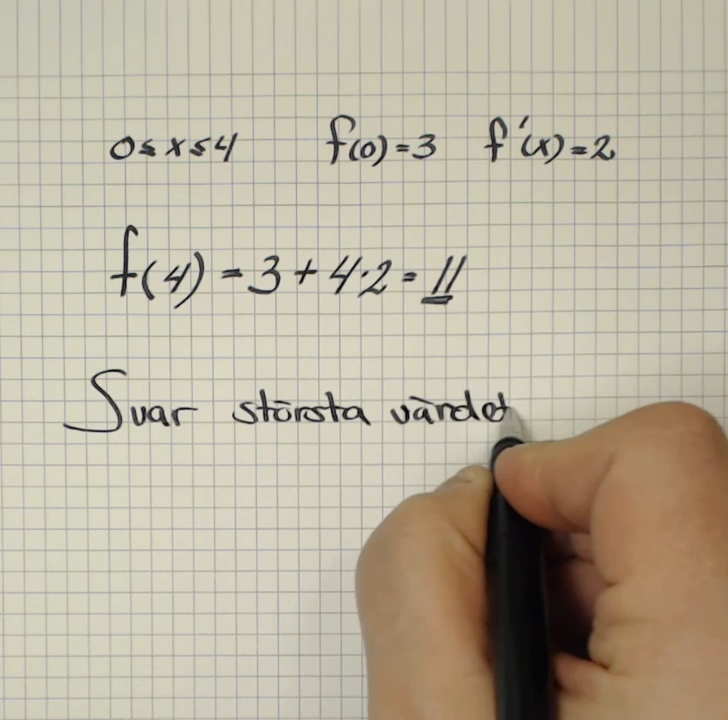 0≤x≤4 f(0)=3 f'(x)=2
f(4)=3+4·2=11
Svar största värdet